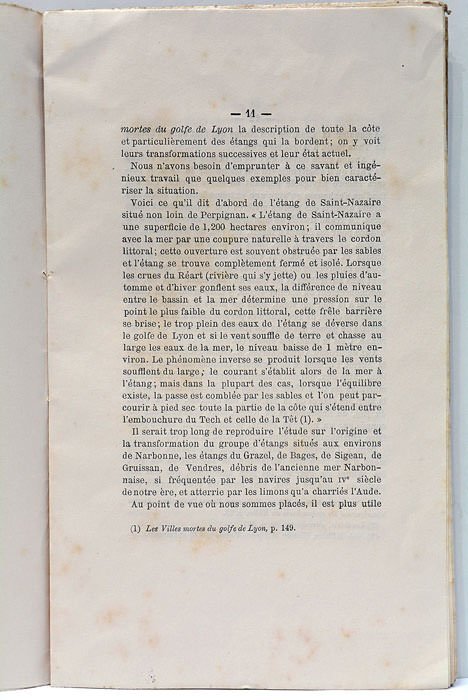 — 11 —
mortes du golfe de Lyon la description de toute la côte
et particulièrement des étangs qui la bordent; on y voit
leurs transformations successives et leur état actuel.
Nous n'avons besoin d'emprunter à ce savant et ingé-
nieux travail que quelques exemples pour bien caracté-
riser la situation.
Voici ce qu'il dit d'abord de l'étang de Saint-Nazaire
situé non loin de Perpignan. « L'étang de Saint-Nazaire a
une superficie de 1,200 hectares environ; il communique
avec la mer par une coupure naturelle à travers le cordon
littoral; cette ouverture est souvent obstruée par les sables
et l'étang se trouve complètement fermé et isolé. Lorsque
les crues du Réart (rivière qui s'y jette) ou les pluies d'au-
tomne et d'hiver gonflent ses eaux, la différence de niveau
entre le bassin et la mer détermine une pression sur le
point le plus faible du cordon littoral, cette frêle barrière
se brise; le trop plein des eaux de l'étang se déverse dans
le golfe de Lyon et si le vent souffle de terre et chasse au
large les eaux de la mer, le niveau baisse de 1 mètre en-
viron. Le phénomène inverse se produit lorsque les vents
soufflent du large; le courant s'établit alors de la mer à
l'étang; mais dans la plupart des cas, lorsque l'équilibre
existe, la passe est comblée par les sables et l'on peut par-
courir à pied sec toute la partie de la côte qui s'étend entre
l'embouchure du Tech et celle de la Têt (1). »
Il serait trop long de reproduire l'étude sur l'origine et
la transformation du groupe d'étangs situés aux environs
de Narbonne, les étangs du Grazel, de Bages, de Sigean, de
Gruissan, de Vendres, débris de l'ancienne mer Narbon-
naise, si fréquentée par les navires jusqu'au IVe siècle
de notre ère, et atterrie par les limons qu'a charriés l'Aude.
Au point de vue où nous sommes placés, il est plus utile
(1) Les Villes mortes du golfe de Lyon, p. 149.